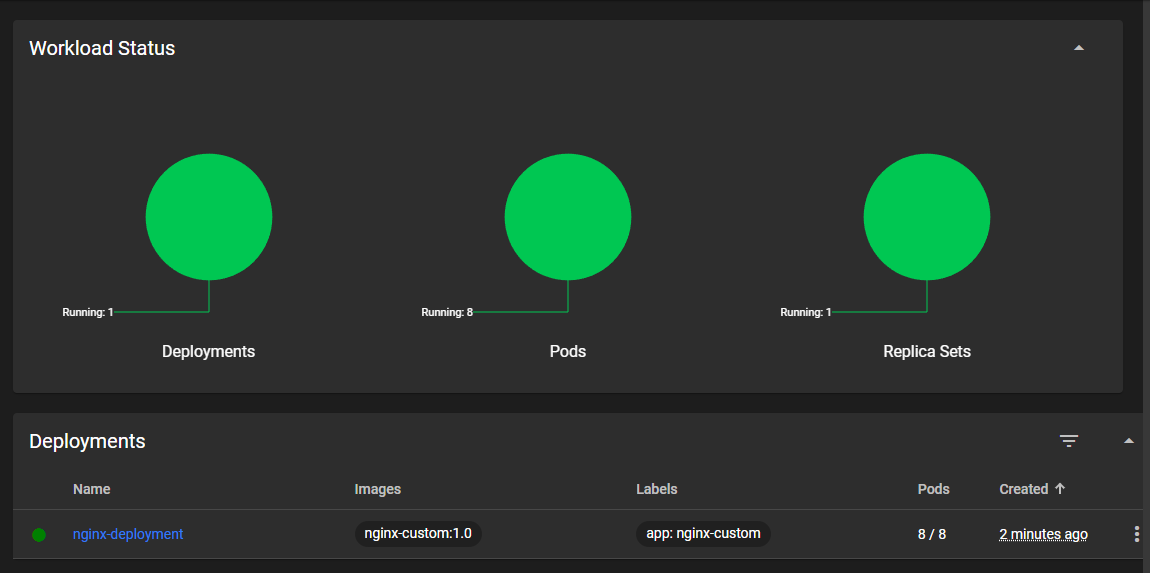 Workload Status
Running: 1 Running: 8 Running: 1
Deployments Pods Replica Sets
Deployments
Name Images Labels Pods Created
nginx-deployment nginx-custom:1.0 app: nginx-custom 8 / 8 2 minutes ago